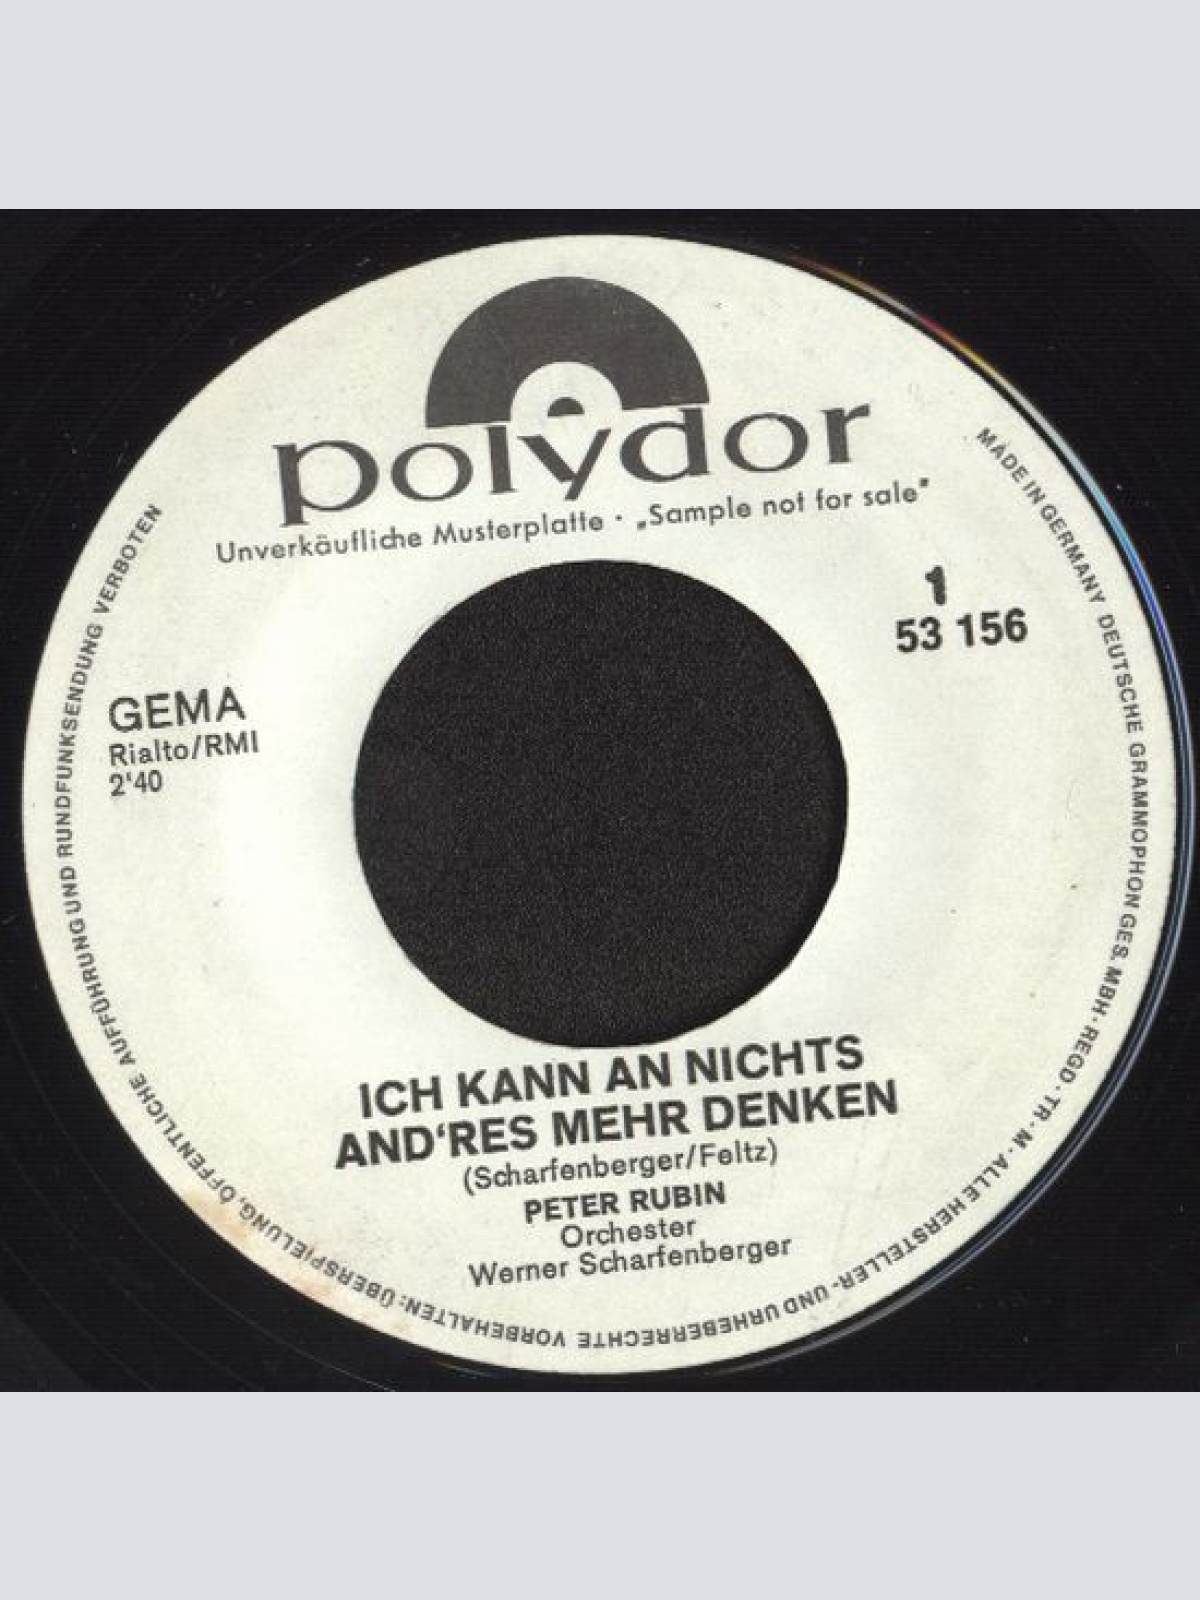 polydor
Unverkäufliche Musterplatte · „Sample not for sale"
1
53 156
GEMA
Rialto/RMI
2'40
ICH KANN AN NICHTS
AND'RES MEHR DENKEN
(Scharfenberger/Feltz)
PETER RUBIN
Orchester
Werner Scharfenberger
MADE IN GERMANY DEUTSCHE GRAMMOPHON GES. MBH · REGD · TR · M · ALLE HERSTELLER- UND URHEBERRECHTE VORBEHALTEN: ÜBERSPIELUNG, ÖFFENTLICHE AUFFÜHRUNG UND RUNDFUNKSENDUNG VERBOTEN